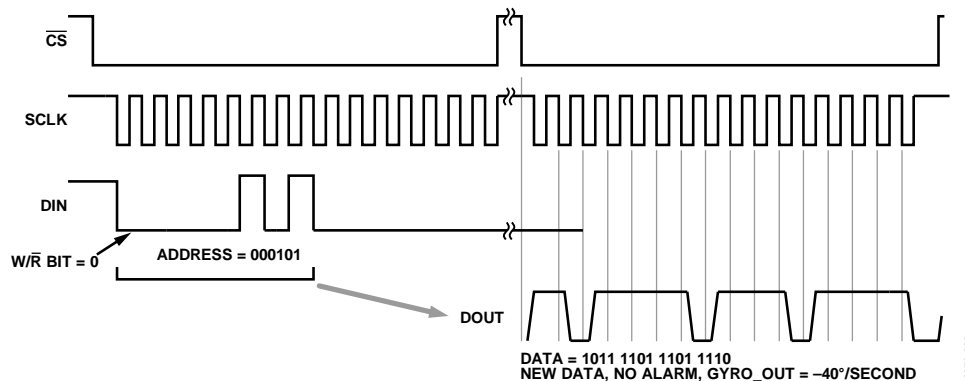 CS
SCLK
DIN
W/R BIT = 0
ADDRESS = 000101
DOUT
DATA = 1011 1101 1101 1110
NEW DATA, NO ALARM, GYRO_OUT = –40°/SECOND